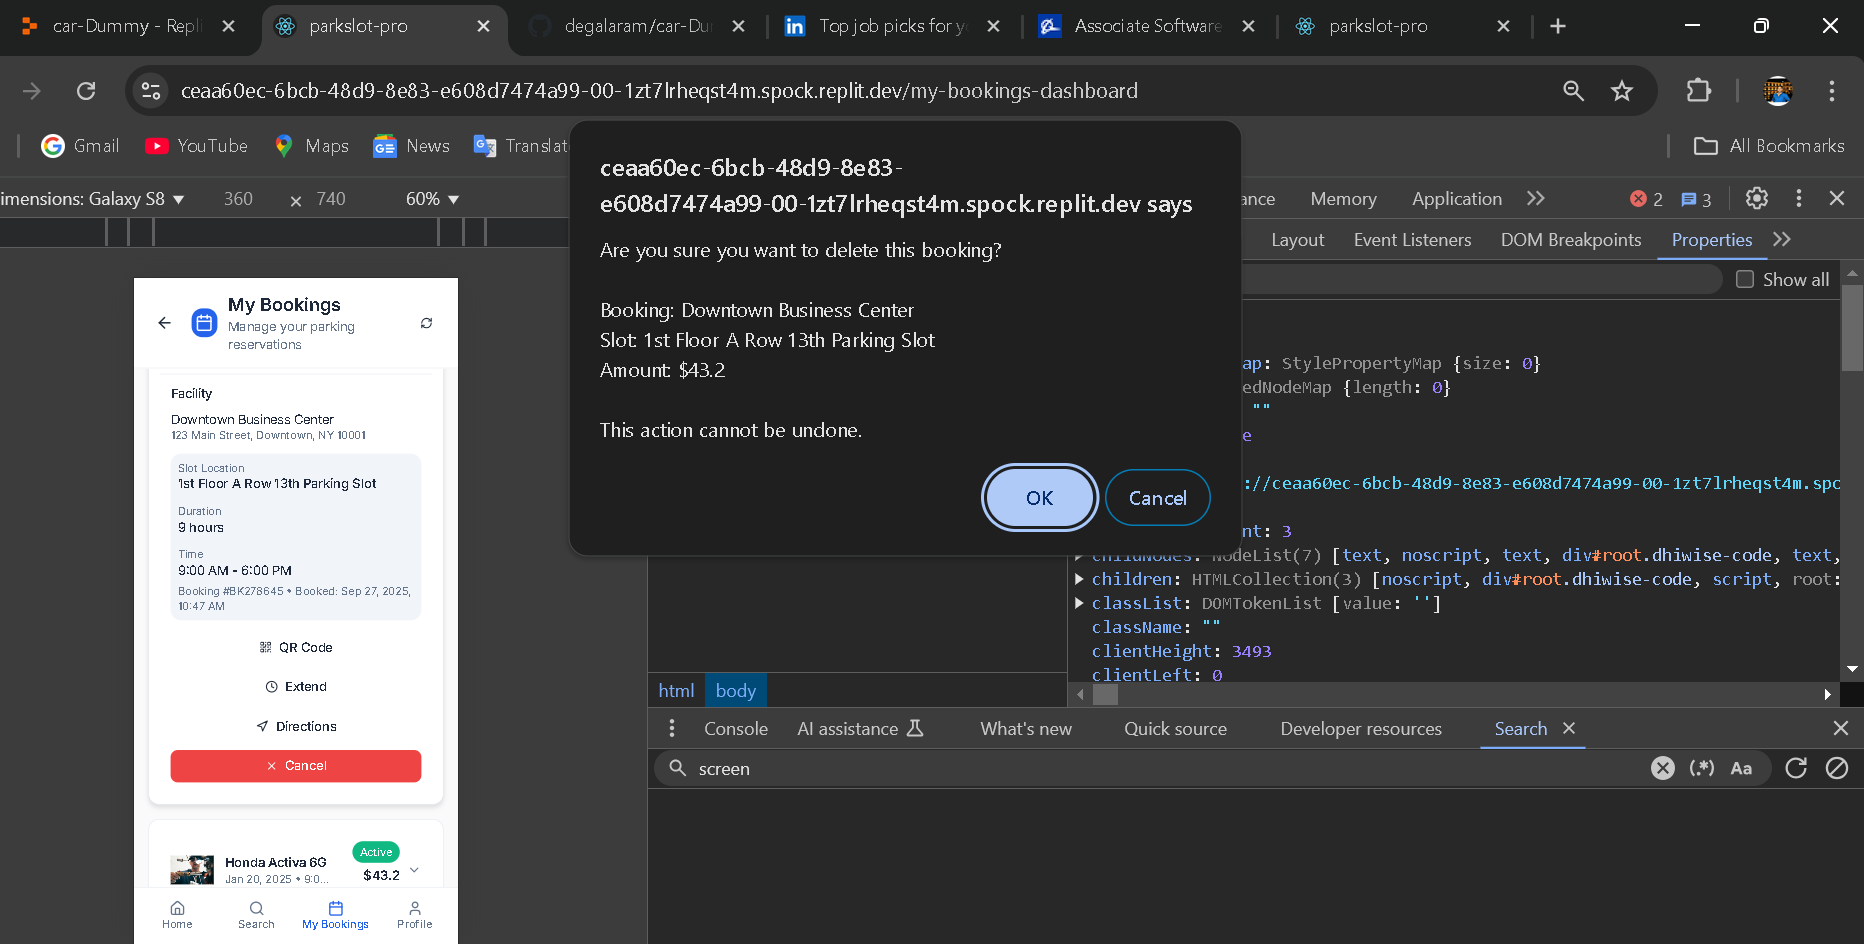 car-Dummy - Repli
parkslot-pro
degalaram/car-Du
Top job picks for y
Associate Software
parkslot-pro
ceaa60ec-6bcb-48d9-8e83-e608d7474a99-00-1zt7lrheqst4m.spock.replit.dev/my-bookings-dashboard
Gmail
YouTube
Maps
News
Translat
All Bookmarks
imensions: Galaxy S8 ▼
360
×
740
60% ▼
ance
Memory
Application
2
3
Layout
Event Listeners
DOM Breakpoints
Properties
Show all
ceaa60ec-6bcb-48d9-8e83-
e608d7474a99-00-1zt7lrheqst4m.spock.replit.dev says
Are you sure you want to delete this booking?
Booking: Downtown Business Center
Slot: 1st Floor A Row 13th Parking Slot
Amount: $43.2
This action cannot be undone.
OK
Cancel
My Bookings
Manage your parking
reservations
Facility
Downtown Business Center
123 Main Street, Downtown, NY 10001
Slot Location
1st Floor A Row 13th Parking Slot
Duration
9 hours
Time
9:00 AM - 6:00 PM
Booking #BK278645 • Booked: Sep 27, 2025,
10:47 AM
QR Code
Extend
Directions
Cancel
Honda Activa 6G
Active
Jan 20, 2025 • 9:0...
$43.2
Home
Search
My Bookings
Profile
ap: StylePropertyMap {size: 0}
edNodeMap {length: 0}
""
e
://ceaa60ec-6bcb-48d9-8e83-e608d7474a99-00-1zt7lrheqst4m.spo
nt: 3
childNodes: NodeList(7) [text, noscript, text, div#root.dhiwise-code, text,
children: HTMLCollection(3) [noscript, div#root.dhiwise-code, script, root:
classList: DOMTokenList [value: '']
className: ""
clientHeight: 3493
clientLeft: 0
html
body
Console
AI assistance
What's new
Quick source
Developer resources
Search
screen
(.*)
Aa